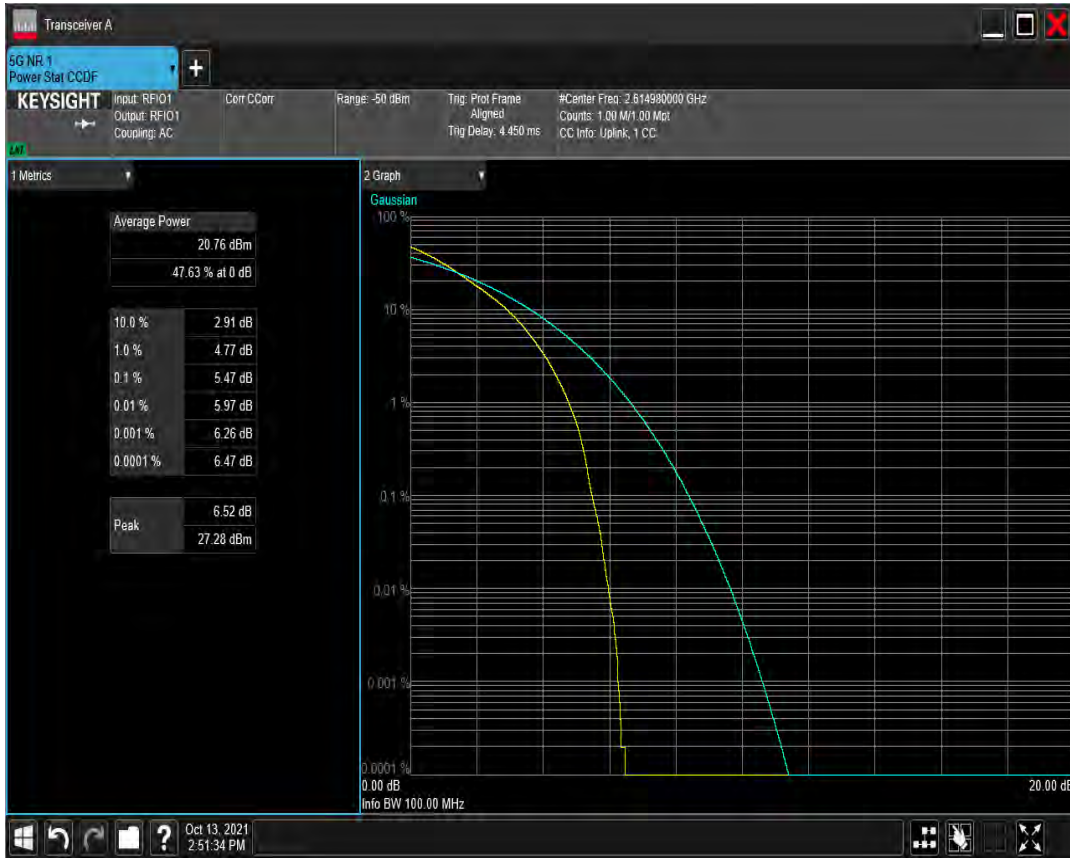 Transceiver A
5G NR 1
Power Stat CCDF
+
KEYSIGHT
Input: RFIO1
Output: RFIO1
Coupling: AC
Corr CCorr
Range: -50 dBm
Trig: Prot Frame
Aligned
Trig Delay: 4.450 ms
#Center Freq: 2.614980000 GHz
Counts: 1.00 M/1.00 Mpt
CC Info: Uplink, 1 CC
LXI
1 Metrics
Average Power
20.76 dBm
47.63 % at 0 dB
10.0 % 2.91 dB
1.0 % 4.77 dB
0.1 % 5.47 dB
0.01 % 5.97 dB
0.001 % 6.26 dB
0.0001 % 6.47 dB
Peak 6.52 dB
27.28 dBm
2 Graph
Gaussian
100 %
10 %
1 %
0.1 %
0.01 %
0.001 %
0.0001 %
0.00 dB
20.00 dB
Info BW 100.00 MHz
?
Oct 13, 2021
2:51:34 PM